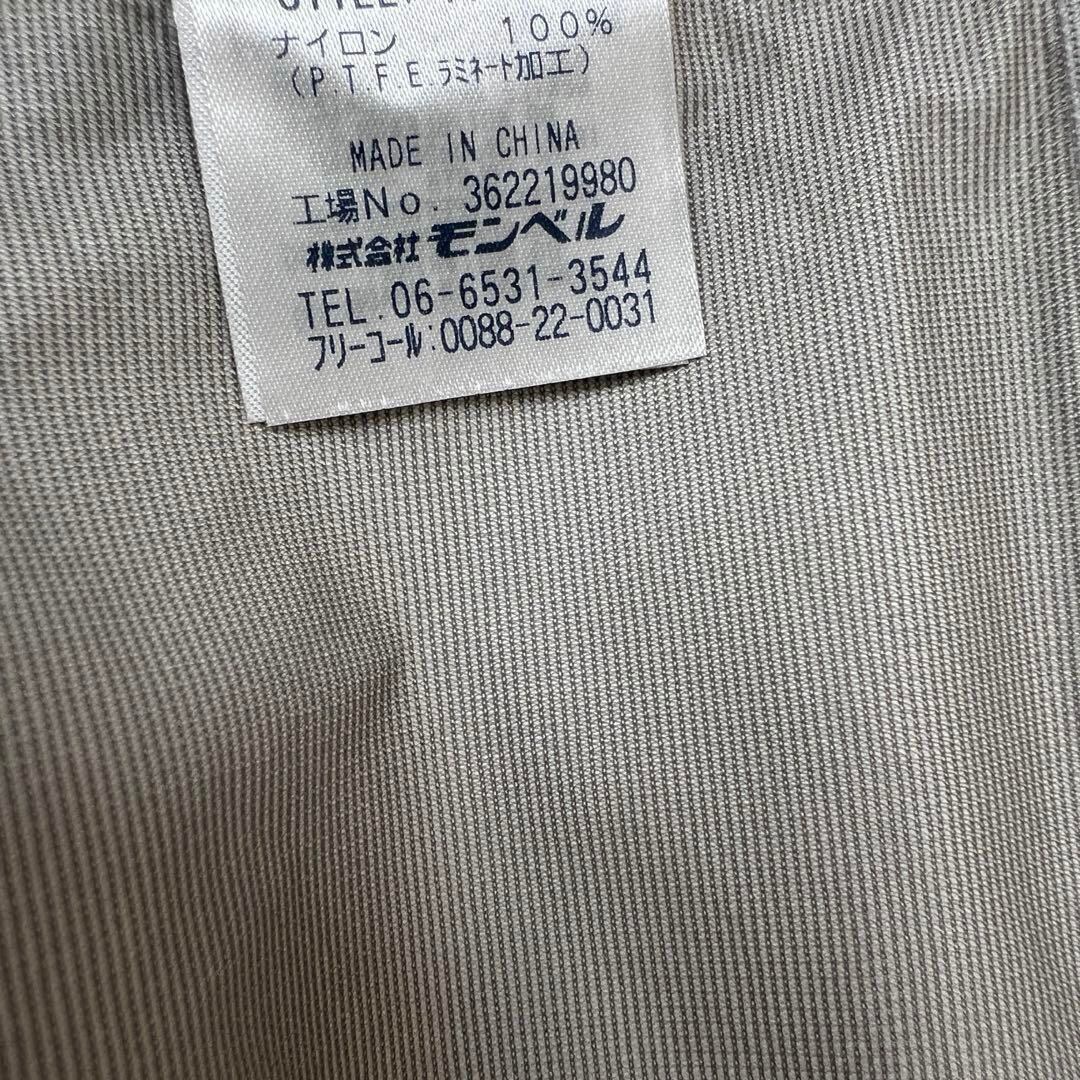 ナイロン 100%
(P.T.F.E.ラミネート加工)
MADE IN CHINA
工場No. 362219980
株式会社 モンベル
TEL.06-6531-3544
フリーコール:0088-22-0031